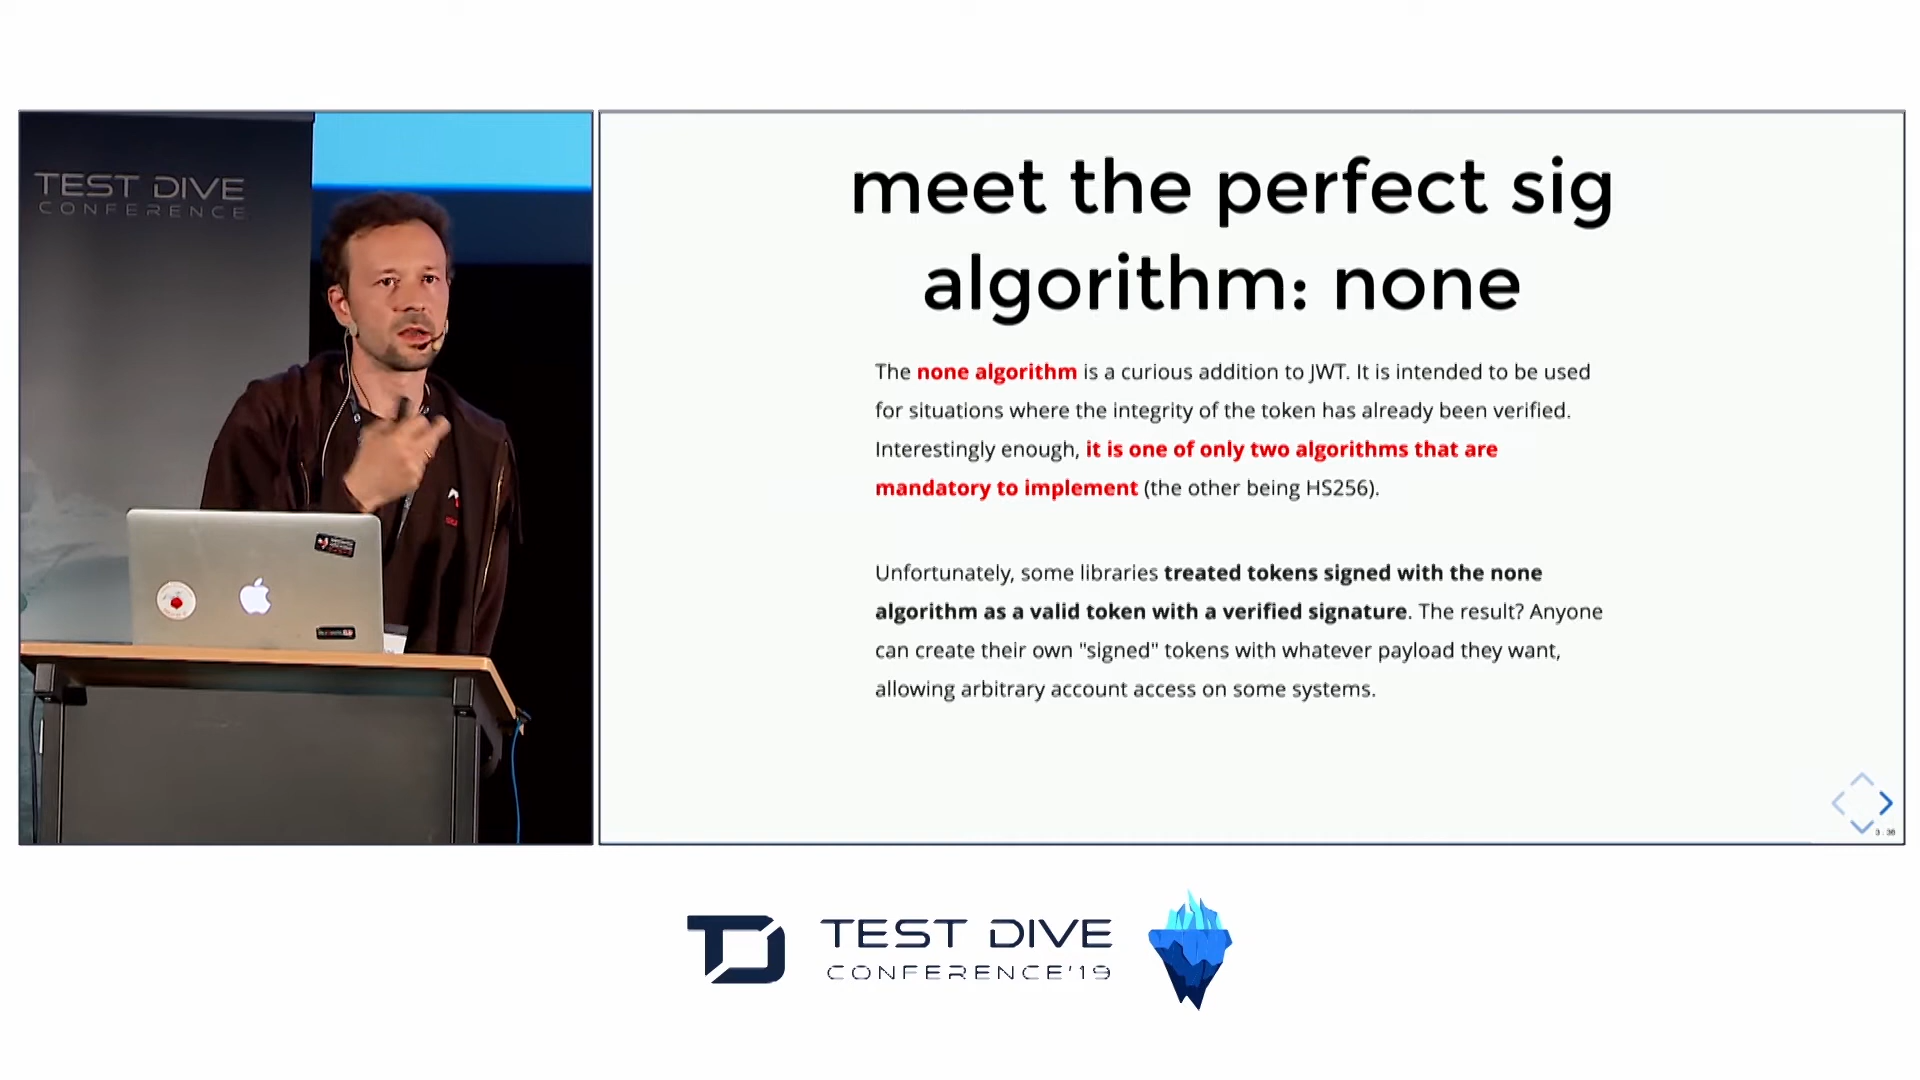 TEST DIVE
CONFERENCE
meet the perfect sig
algorithm: none
The none algorithm is a curious addition to JWT. It is intended to be used
for situations where the integrity of the token has already been verified.
Interestingly enough, it is one of only two algorithms that are
mandatory to implement (the other being HS256).
Unfortunately, some libraries treated tokens signed with the none
algorithm as a valid token with a verified signature. The result? Anyone
can create their own "signed" tokens with whatever payload they want,
allowing arbitrary account access on some systems.
3.36
TD
TEST DIVE
CONFERENCE'19